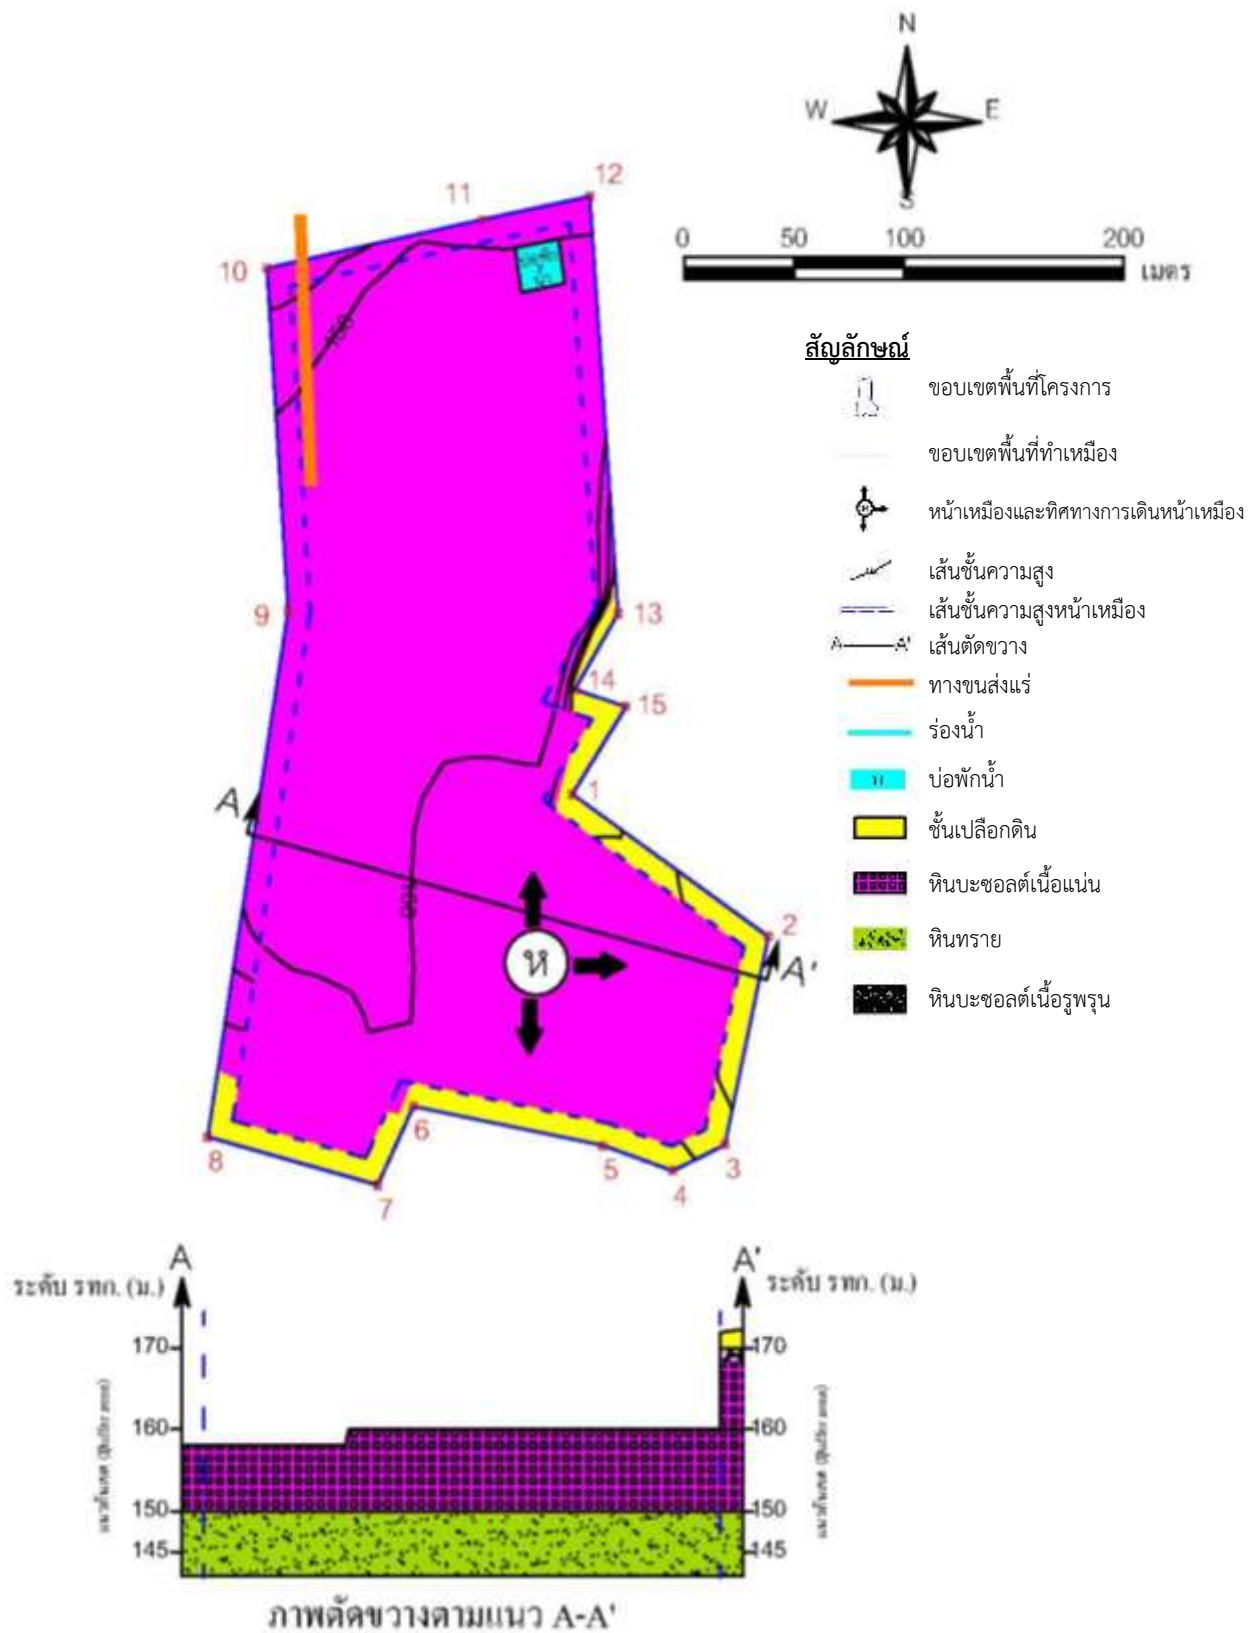 N
W E
S
0 50 100 200
เมตร
12
11
10
สัญลักษณ์
ขอบเขตพื้นที่โครงการ
ขอบเขตพื้นที่ทำเหมือง
ห
หน้าเหมืองและทิศทางการเดินหน้าเหมือง
เส้นชั้นความสูง
เส้นชั้นความสูงหน้าเหมือง
A A' เส้นตัดขวาง
ทางขนส่งแร่
ร่องน้ำ
บ่อพักน้ำ
ชั้นเปลือกดิน
หินบะซอลต์เนื้อแน่น
หินทราย
หินบะซอลต์เนื้อรูพรุน
9
13
14
15
1
A
2
ห
A'
6
8
5
3
4
7
A A'
ระดับ รทก. (ม.) ระดับ รทก. (ม.)
170 170
160 160
150 150
145 145
ภาพตัดขวางตามแนว A-A'